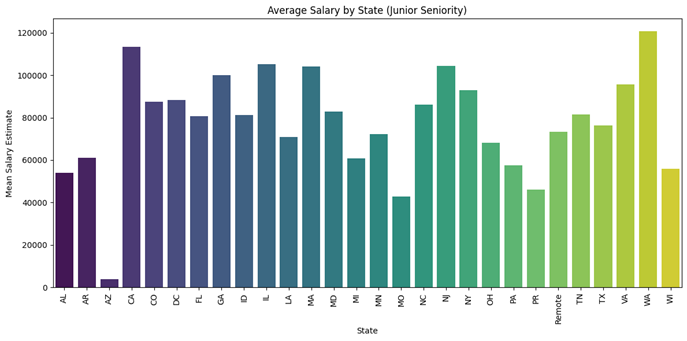 Average Salary by State (Junior Seniority)
Mean Salary Estimate
120000
100000
80000
60000
40000
20000
0
AL AR AZ CA CO DC FL GA ID IL LA MA MD MI MN MO NC NJ NY OH PA PR Remote TN TX VA WA WI
State